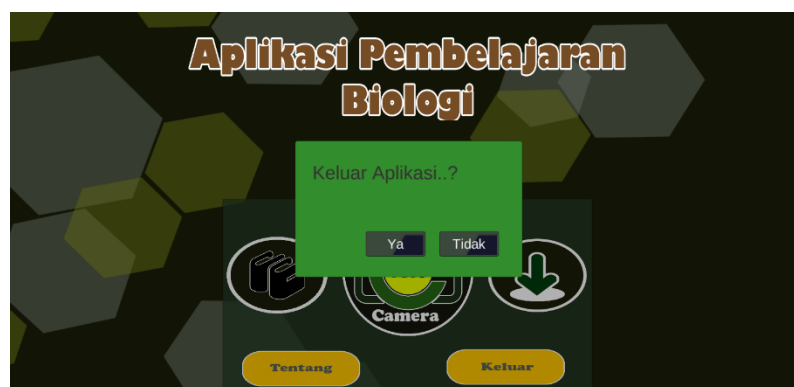 Aplikasi Pembelajaran
Biologi
Keluar Aplikasi..?
Ya Tidak
Camera
Tentang Keluar